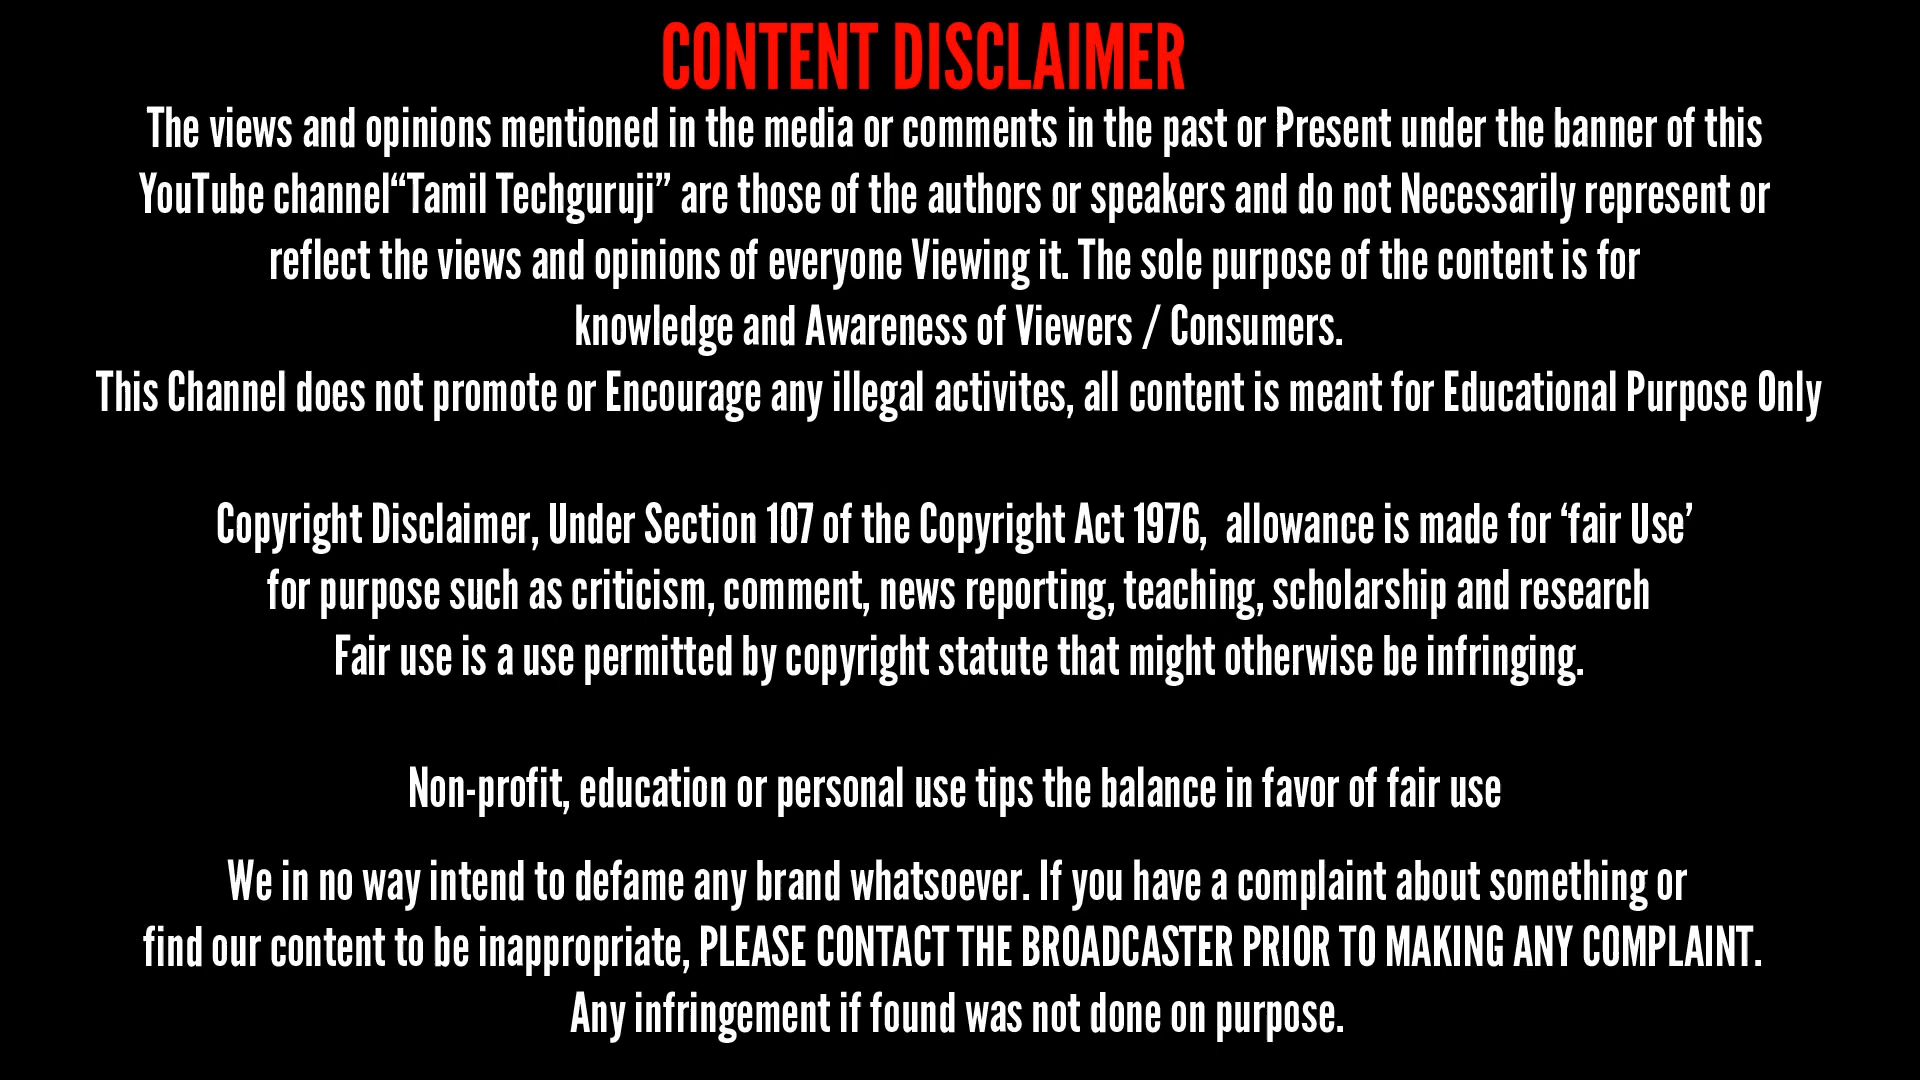 CONTENT DISCLAIMER
The views and opinions mentioned in the media or comments in the past or Present under the banner of this
YouTube channel“Tamil Techguruji” are those of the authors or speakers and do not Necessarily represent or
reflect the views and opinions of everyone Viewing it. The sole purpose of the content is for
knowledge and Awareness of Viewers / Consumers.
This Channel does not promote or Encourage any illegal activites, all content is meant for Educational Purpose Only
Copyright Disclaimer, Under Section 107 of the Copyright Act 1976, allowance is made for ‘fair Use’
for purpose such as criticism, comment, news reporting, teaching, scholarship and research
Fair use is a use permitted by copyright statute that might otherwise be infringing.
Non-profit, education or personal use tips the balance in favor of fair use
We in no way intend to defame any brand whatsoever. If you have a complaint about something or
find our content to be inappropriate, PLEASE CONTACT THE BROADCASTER PRIOR TO MAKING ANY COMPLAINT.
Any infringement if found was not done on purpose.